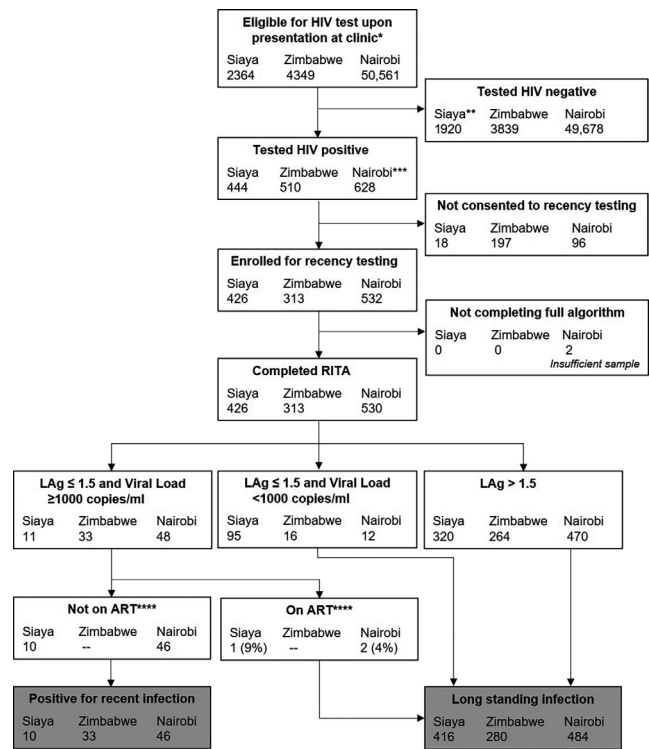 Eligible for HIV test upon
presentation at clinic*
Siaya Zimbabwe Nairobi
2364 4349 50,561
Tested HIV negative
Siaya** Zimbabwe Nairobi
1920 3839 49,678
Tested HIV positive
Siaya Zimbabwe Nairobi***
444 510 628
Not consented to recency testing
Siaya Zimbabwe Nairobi
18 197 96
Enrolled for recency testing
Siaya Zimbabwe Nairobi
426 313 532
Not completing full algorithm
Siaya Zimbabwe Nairobi
0 0 2
Insufficient sample
Completed RITA
Siaya Zimbabwe Nairobi
426 313 530
LAg ≤ 1.5 and Viral Load
≥1000 copies/ml
Siaya Zimbabwe Nairobi
11 33 48
LAg ≤ 1.5 and Viral Load
<1000 copies/ml
Siaya Zimbabwe Nairobi
95 16 12
LAg > 1.5
Siaya Zimbabwe Nairobi
320 264 470
Not on ART****
Siaya Zimbabwe Nairobi
10 -- 46
On ART****
Siaya Zimbabwe Nairobi
1 (9%) -- 2 (4%)
Positive for recent infection
Siaya Zimbabwe Nairobi
10 33 46
Long standing infection
Siaya Zimbabwe Nairobi
416 280 484